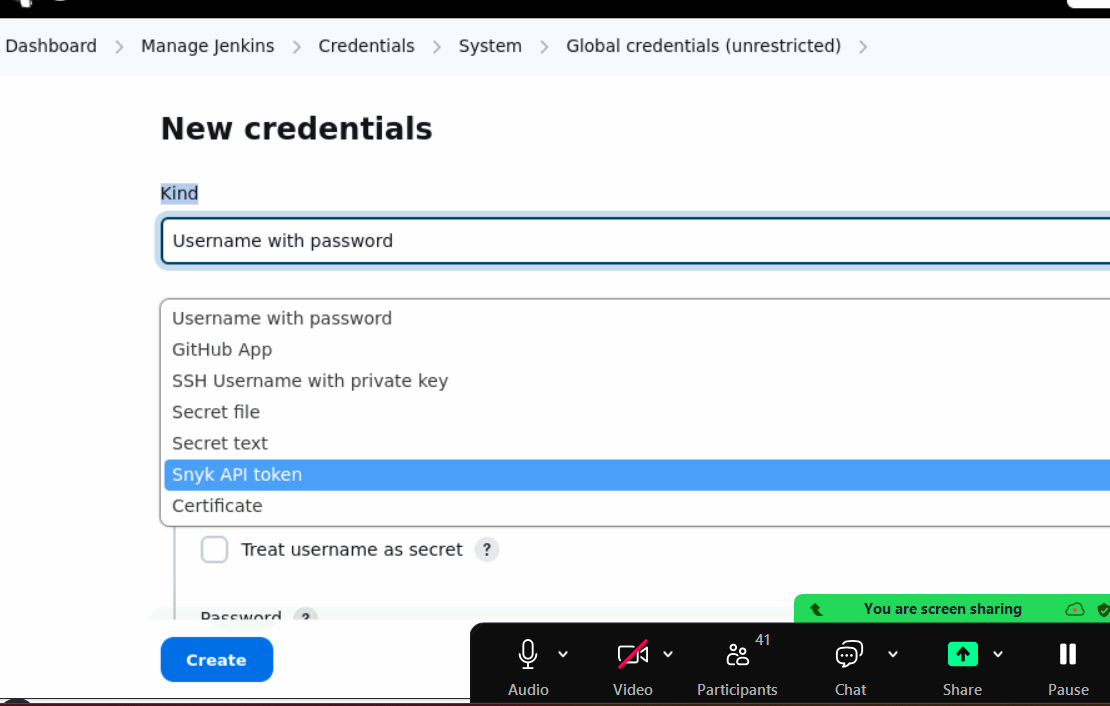 Dashboard > Manage Jenkins > Credentials > System > Global credentials (unrestricted) >
New credentials
Kind
Username with password
Username with password
GitHub App
SSH Username with private key
Secret file
Secret text
Snyk API token
Certificate
Treat username as secret ?
Password ?
Create
You are screen sharing
41
Audio Video Participants Chat Share Pause